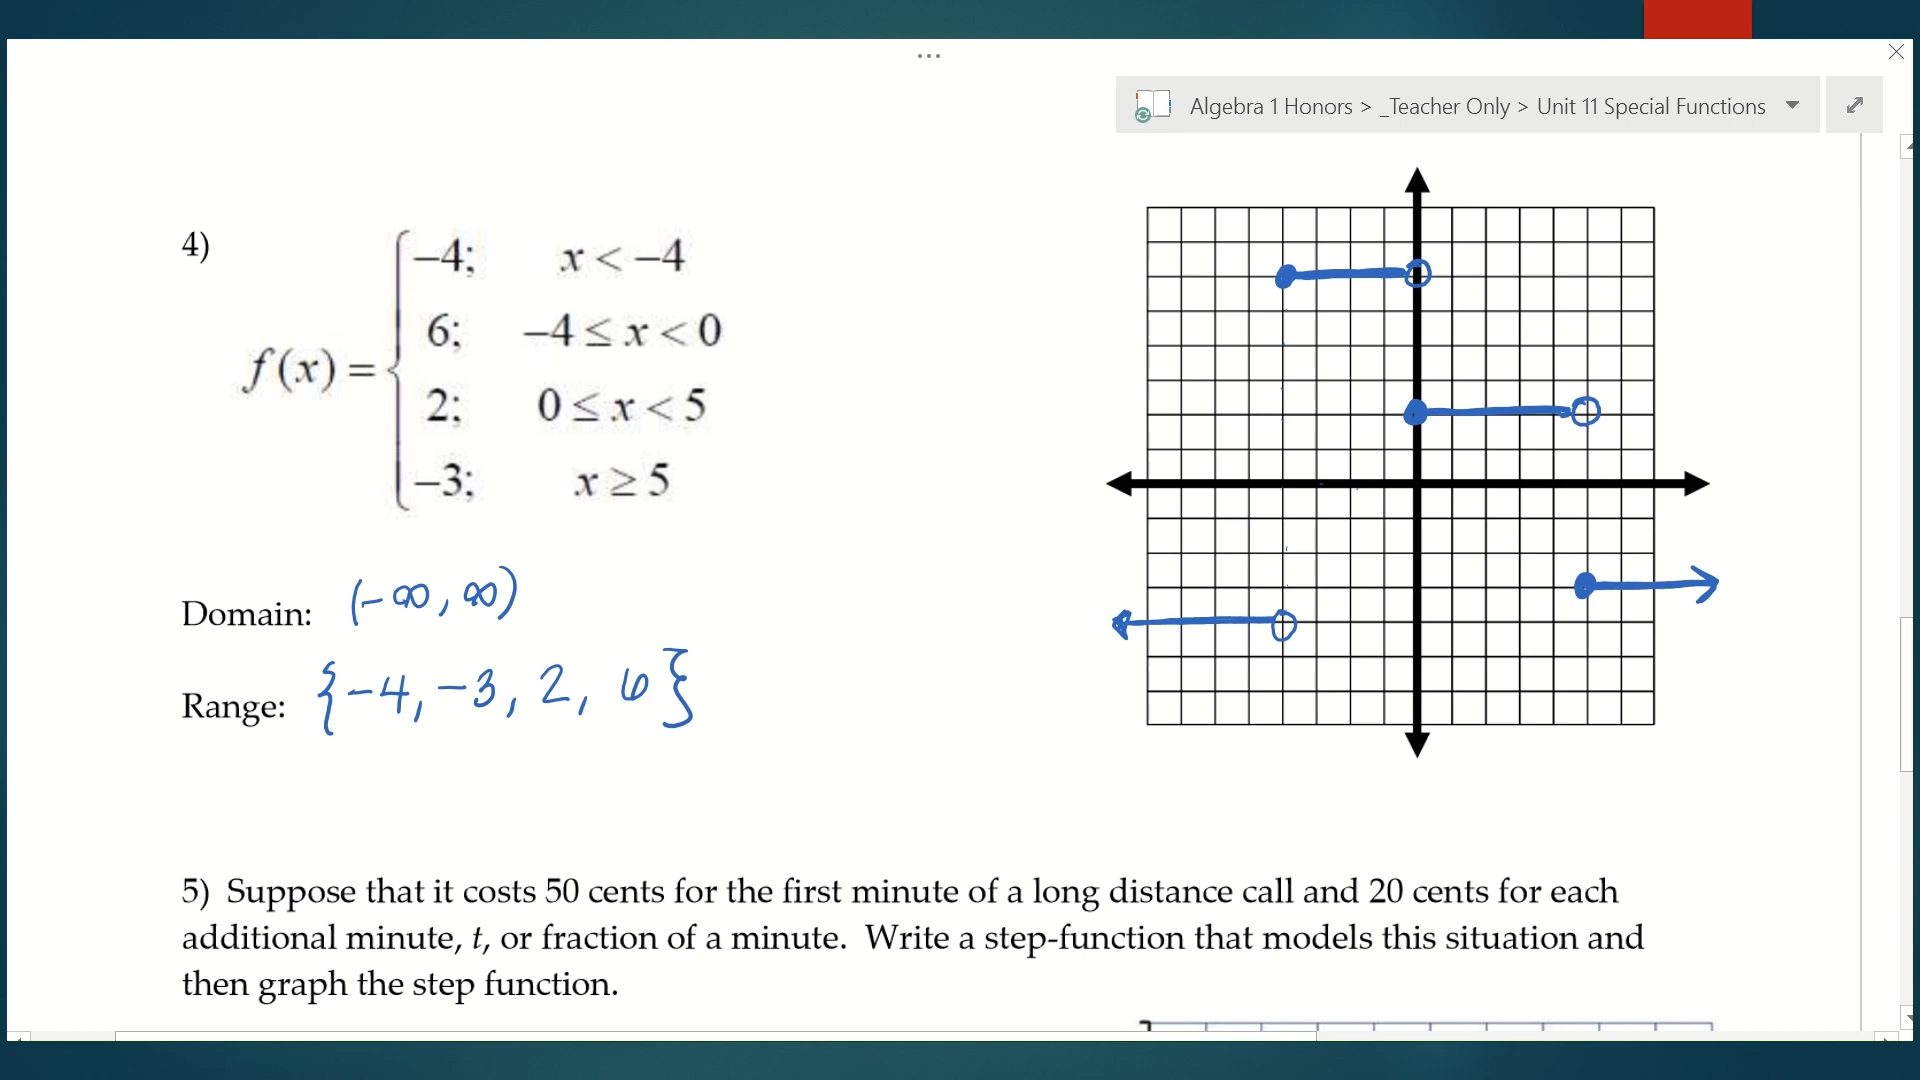 ...
Algebra 1 Honors > _Teacher Only > Unit 11 Special Functions
4)
f(x) =
−4; x < −4
6; −4 ≤ x < 0
2; 0 ≤ x < 5
−3; x ≥ 5
Domain: (-∞, ∞)
Range: {-4, -3, 2, 6}
5) Suppose that it costs 50 cents for the first minute of a long distance call and 20 cents for each
additional minute, t, or fraction of a minute. Write a step-function that models this situation and
then graph the step function.